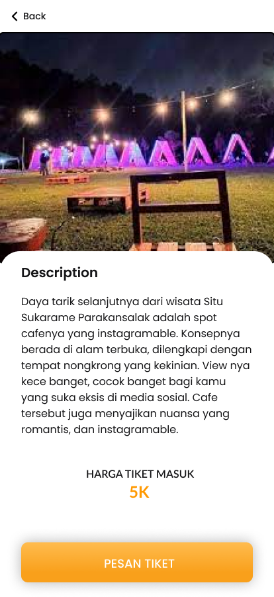 Back
Description
Daya tarik selanjutnya dari wisata Situ
Sukarame Parakansalak adalah spot
cafenya yang instagramable. Konsepnya
berada di alam terbuka, dilengkapi dengan
tempat nongkrong yang kekinian. View nya
kece banget, cocok banget bagi kamu
yang suka eksis di media sosial. Cafe
tersebut juga menyajikan nuansa yang
romantis, dan instagramable.
HARGA TIKET MASUK
5K
PESAN TIKET